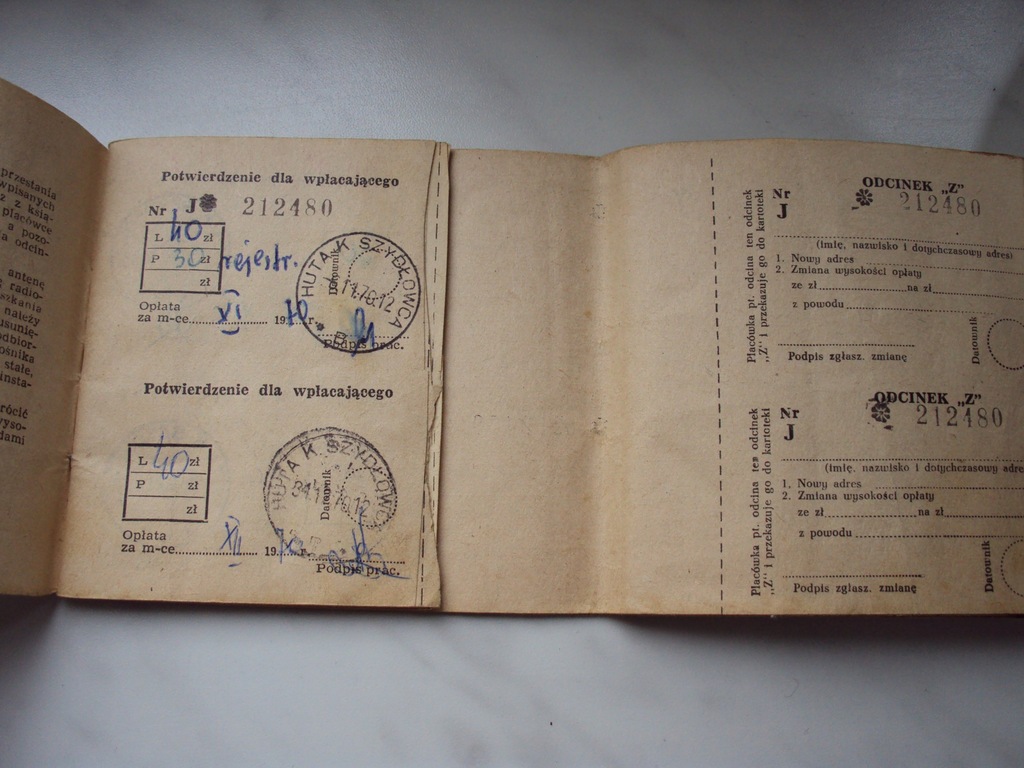 przestania
wpisanych
z z ksią-
placówce
a pozo-
a odcin-
antenę
radio-
szkania
należy
usunię-
odbior-
ośnika
stałe,
insta-
rócić
wyso-
dami
Potwierdzenie dla wpłacającego
Nr J 212480
L 40 zł
P 30 zł rejestr.
zł
HUTA K SZYDŁOWCA
Datownik
Opłata
za m-ce XI 1970 r.
Podpis prac.
Potwierdzenie dla wpłacającego
L 40 zł
P zł
zł
HUTA K SZYDŁOWCA
Datownik
Opłata
za m-ce XII 19 r.
Podpis prac.
Placówka pt. odcina ten odcinek
„Z” i przekazuje go do kartoteki
ODCINEK „Z”
Nr
J 212480
(imię, nazwisko i dotychczasowy adres)
1. Nowy adres
2. Zmiana wysokości opłaty
ze zł na zł
z powodu
Podpis zgłasz. zmianę
Datownik
Placówka pt. odcina ten odcinek
„Z” i przekazuje go do kartoteki
ODCINEK „Z”
Nr
J 212480
(imię, nazwisko i dotychczasowy adre
1. Nowy adres
2. Zmiana wysokości opłaty
ze zł na zł
z powodu
Podpis zgłasz. zmianę
Datownik